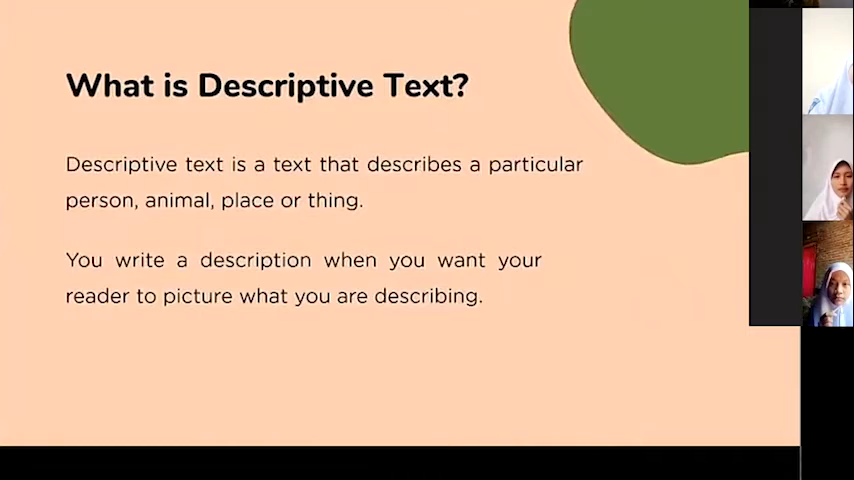 What is Descriptive Text?
Descriptive text is a text that describes a particular
person, animal, place or thing.
You write a description when you want your
reader to picture what you are describing.